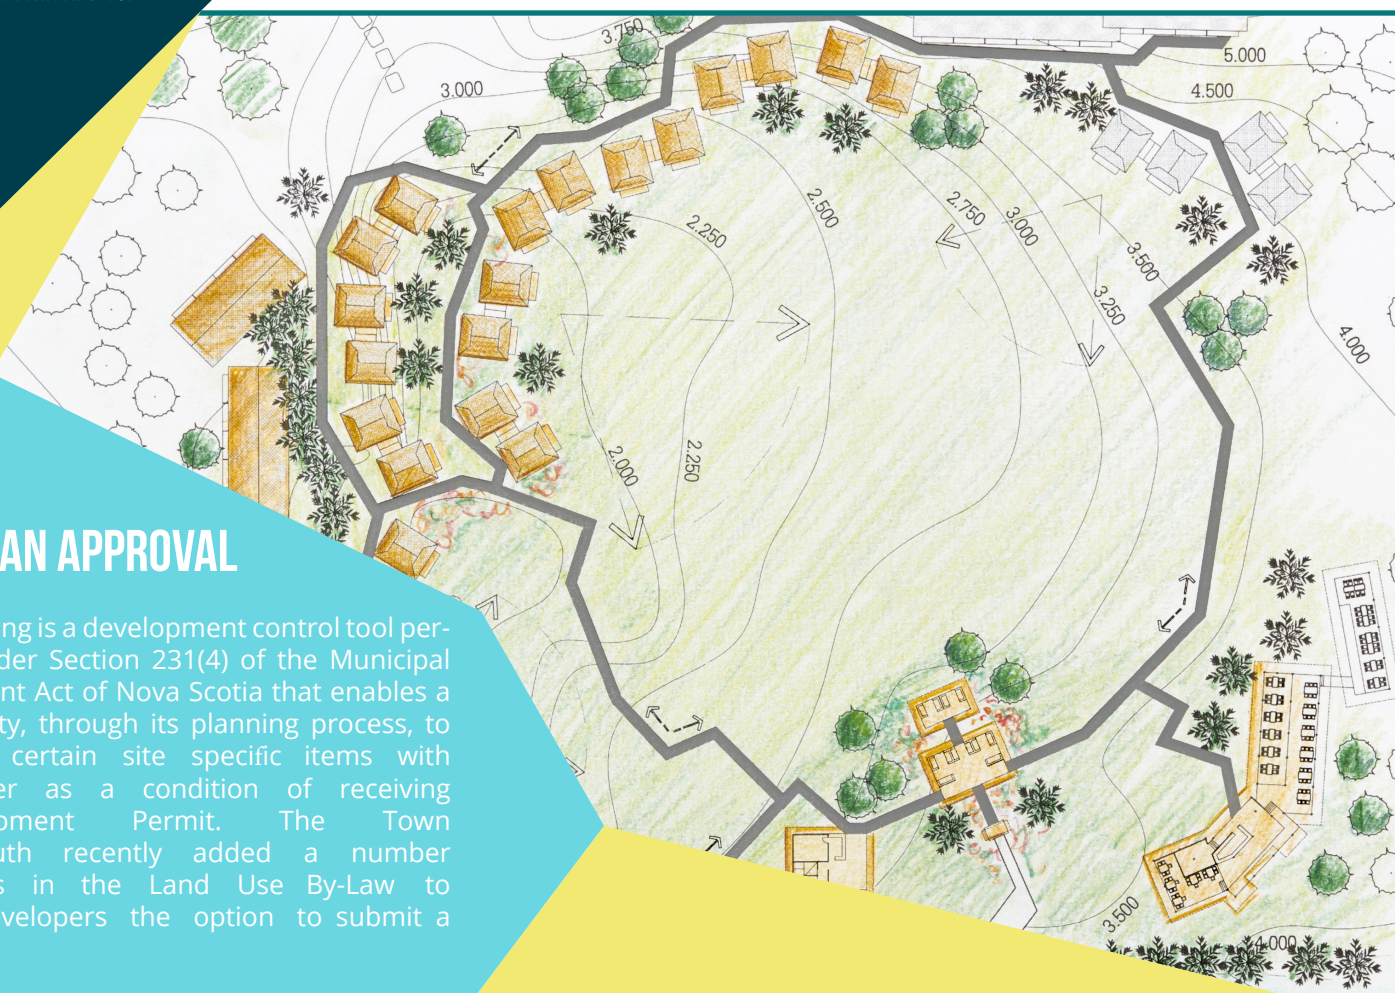 3.750
5.000
3.000
4.500
2.500
2.750
2.250
3.000
3.500
3.250
4.000
2.000
2.250
AN APPROVAL
ng is a development control tool per-
der Section 231(4) of the Municipal
nt Act of Nova Scotia that enables a
ty, through its planning process, to
certain site specific items with
er as a condition of receiving
pment Permit. The Town
uth recently added a number
s in the Land Use By-Law to
velopers the option to submit a
3.500
4.000